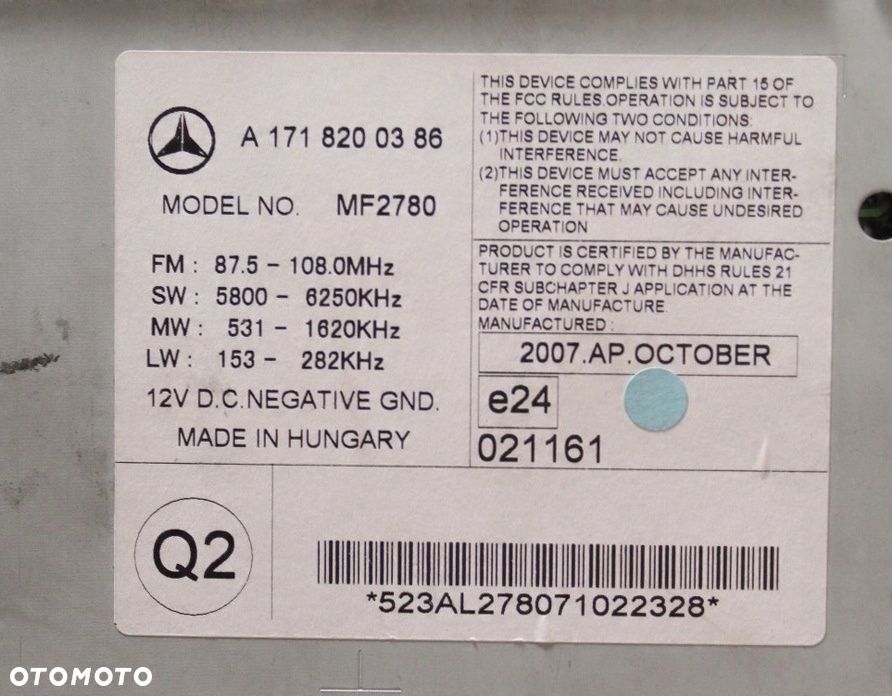 A 171 820 03 86
MODEL NO. MF2780
FM : 87.5 - 108.0MHz
SW : 5800 - 6250KHz
MW : 531 - 1620KHz
LW : 153 - 282KHz
12V D.C.NEGATIVE GND.
MADE IN HUNGARY
THIS DEVICE COMPLIES WITH PART 15 OF
THE FCC RULES.OPERATION IS SUBJECT TO
THE FOLLOWING TWO CONDITIONS:
(1)THIS DEVICE MAY NOT CAUSE HARMFUL
INTERFERENCE.
(2)THIS DEVICE MUST ACCEPT ANY INTER-
FERENCE RECEIVED INCLUDING INTER-
FERENCE THAT MAY CAUSE UNDESIRED
OPERATION
PRODUCT IS CERTIFIED BY THE MANUFAC-
TURER TO COMPLY WITH DHHS RULES 21
CFR SUBCHAPTER J APPLICATION AT THE
DATE OF MANUFACTURE.
MANUFACTURED :
2007.AP.OCTOBER
e24
021161
Q2
*523AL278071022328*
OTOMOTO